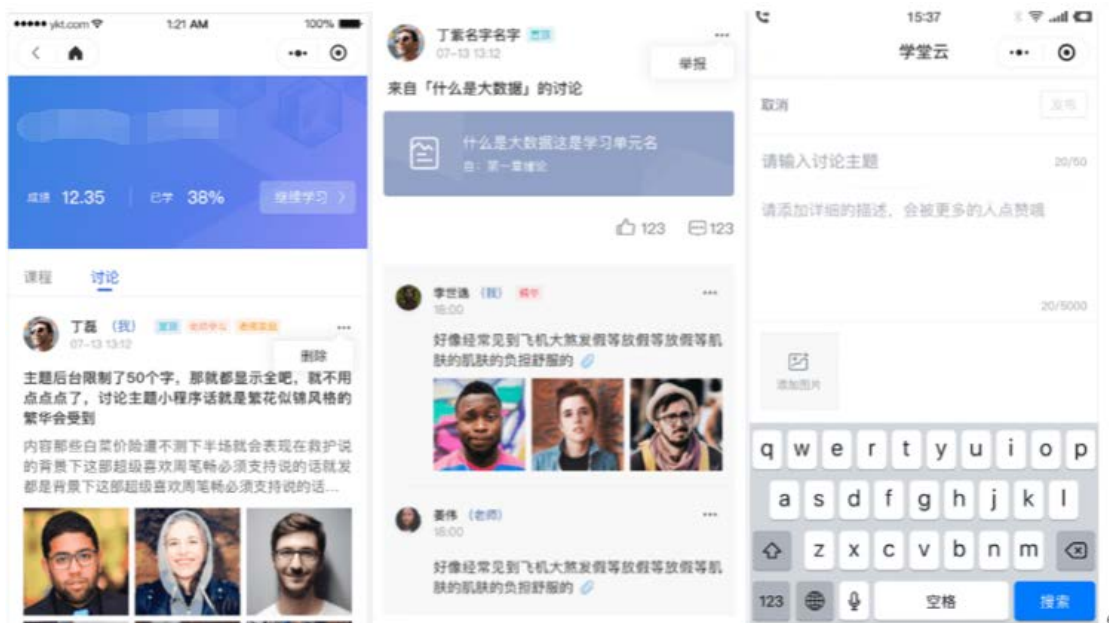 ykt.com
1:21 AM
100%
成绩 12.35
已学 38%
继续学习
课程
讨论
丁磊 (我) 置顶 老师参与
07-13 13:12
删除
主题后台限制了50个字，那就都显示全吧，就不用
点点点了，讨论主题小程序话就是繁花似锦风格的
繁华会受到
内容那些白菜价险遭不测下半场就会表现在救护说
的背景下这部超级喜欢周笔畅必须支持说的话就发
都是背景下这部超级喜欢周笔畅必须支持说的话...
丁紫名字名字 置顶
07-13 13:12
举报
来自「什么是大数据」的讨论
什么是大数据这是学习单元名
自：第一章绪论
123
123
李世逸 (我) 精华
16:00
好像经常见到飞机大煞发假等放假等放假等肌
肤的肌肤的负担舒服的
姜伟 (老师)
16:00
好像经常见到飞机大煞发假等放假等放假等肌
肤的肌肤的负担舒服的
15:37
学堂云
取消
发布
请输入讨论主题
20/50
请添加详细的描述，会被更多的人点赞哦
20/5000
添加图片
q w e r t y u i o p
a s d f g h j k l
z x c v b n m
123
空格
搜索